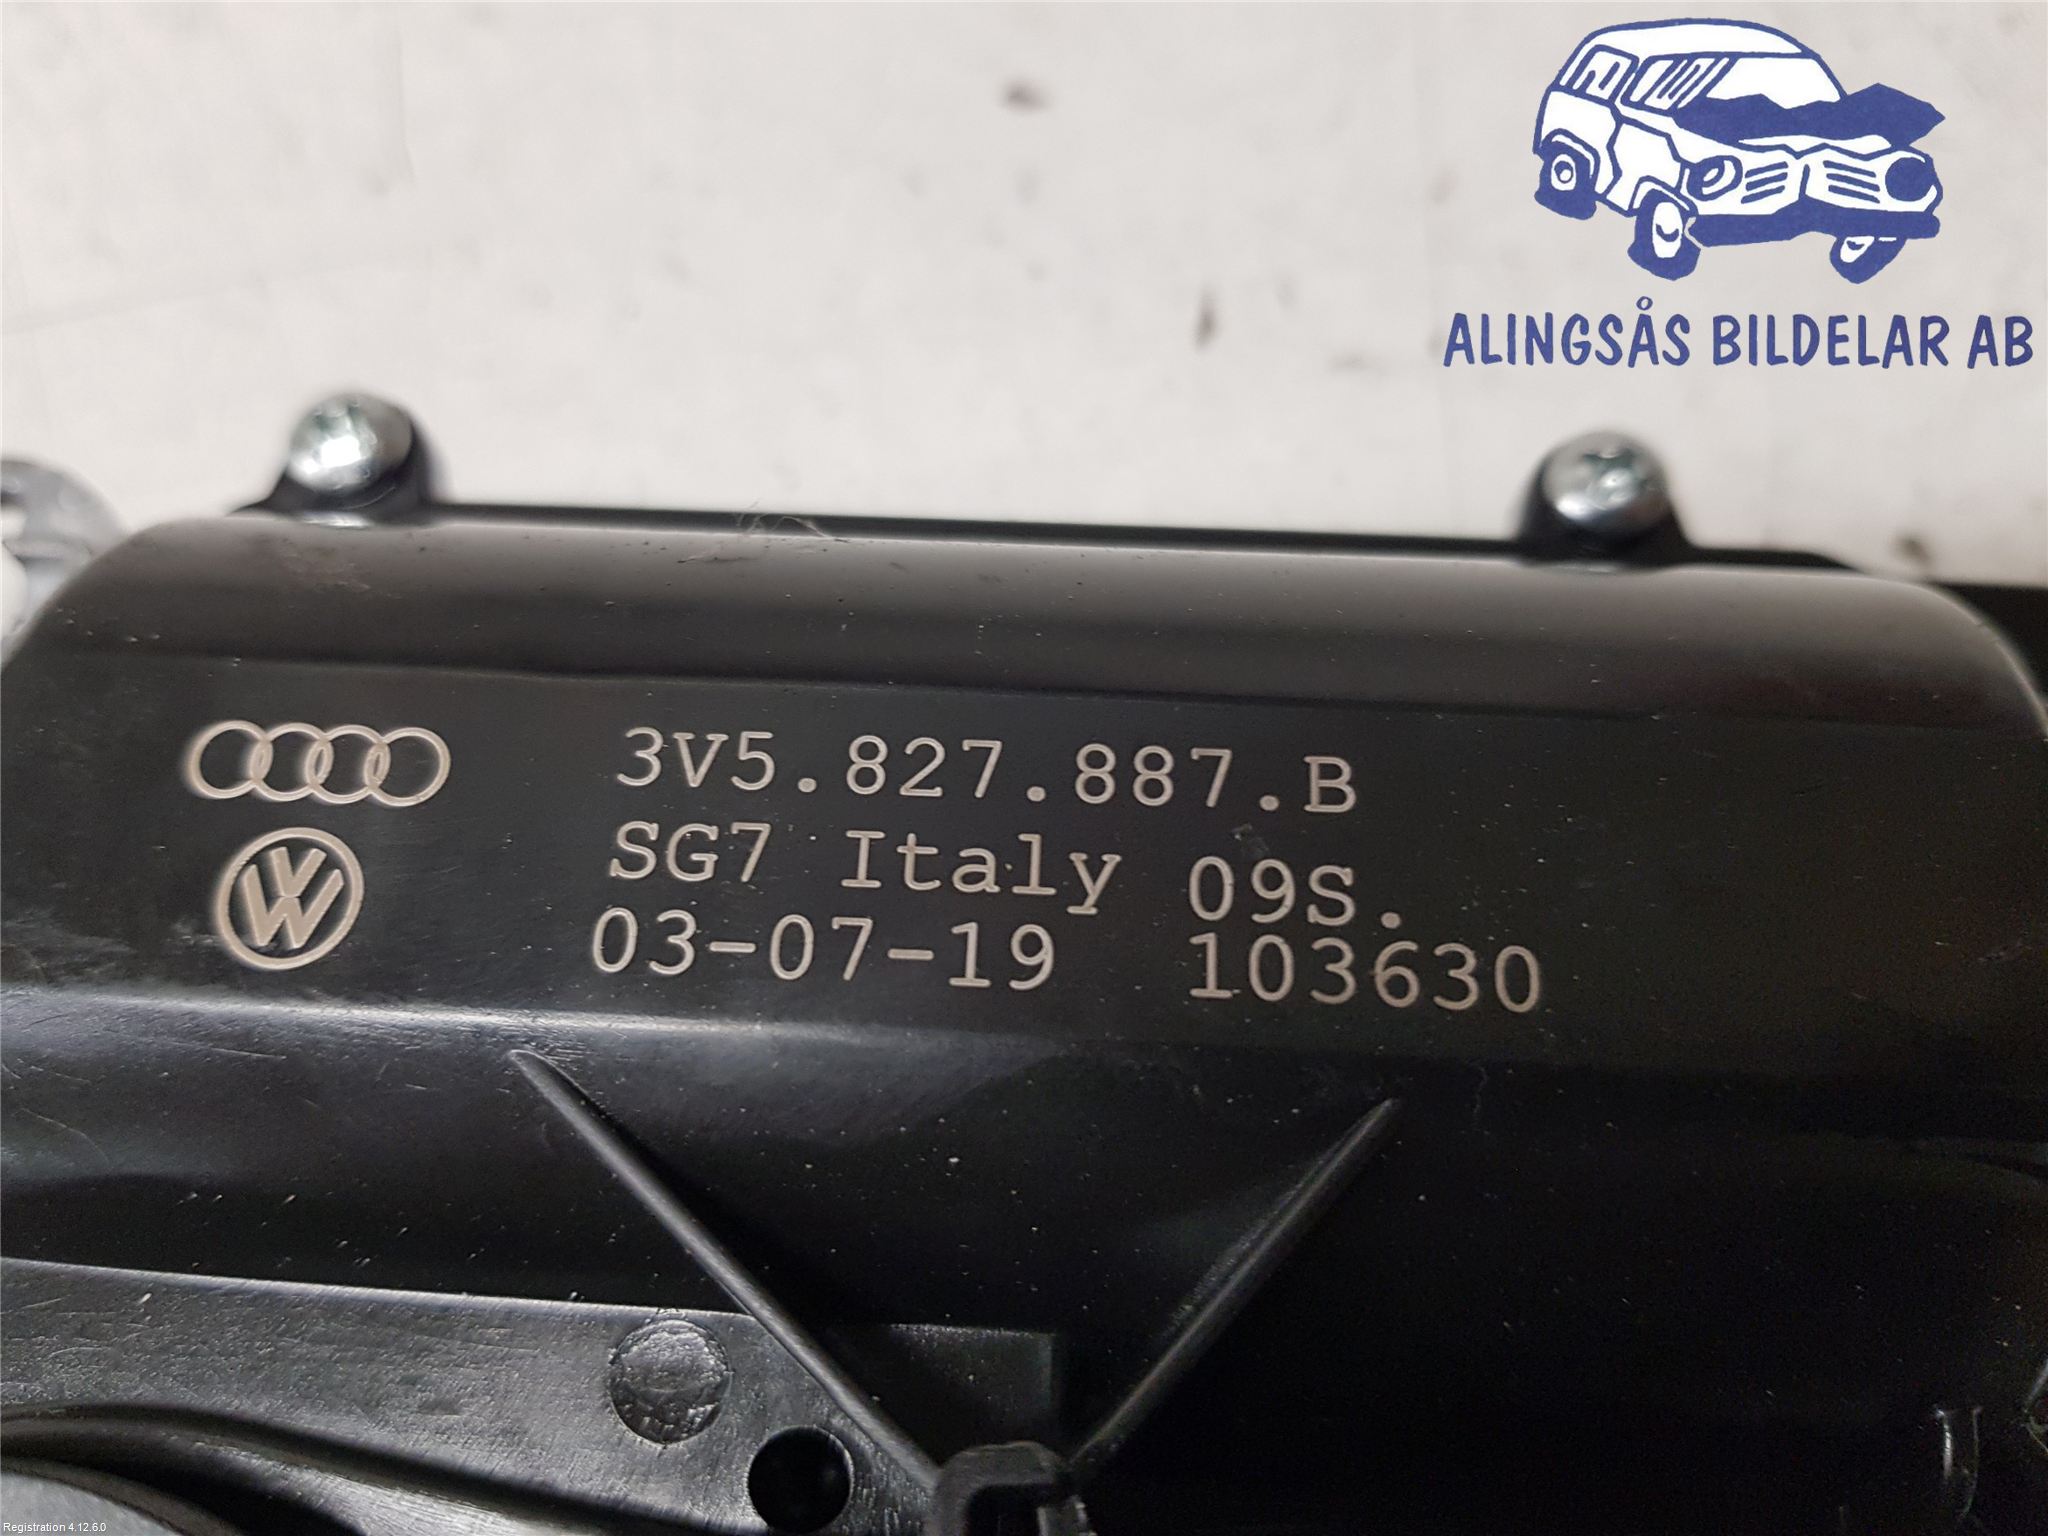 ALINGSÅS BILDELAR AB
3V5.827.887.B
SG7 Italy 09S.
03-07-19 103630
Registration 4.12.6.0